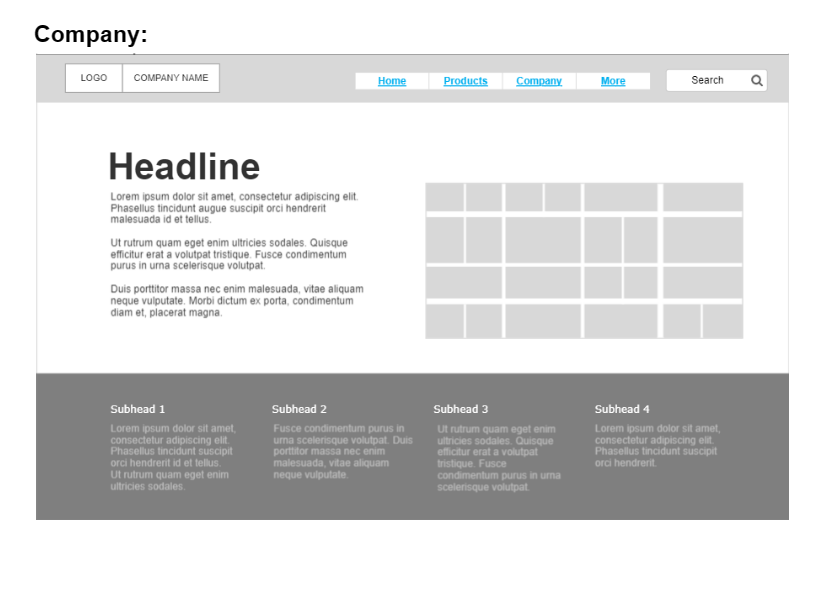 Company:
LOGO COMPANY NAME Home Products Company More Search
Headline
Lorem ipsum dolor sit amet, consectetur adipiscing elit.
Phasellus tincidunt augue suscipit orci hendrerit
malesuada id et tellus.
Ut rutrum quam eget enim ultricies sodales. Quisque
efficitur erat a volutpat tristique. Fusce condimentum
purus in urna scelerisque volutpat.
Duis porttitor massa nec enim malesuada, vitae aliquam
neque vulputate. Morbi dictum ex porta, condimentum
diam et, placerat magna.
Subhead 1
Lorem ipsum dolor sit amet,
consectetur adipiscing elit.
Phasellus tincidunt suscipit
orci hendrerit id et tellus.
Ut rutrum quam eget enim
ultricies sodales.
Subhead 2
Fusce condimentum purus in
urna scelerisque volutpat. Duis
porttitor massa nec enim
malesuada, vitae aliquam
neque vulputate.
Subhead 3
Ut rutrum quam eget enim
ultricies sodales. Quisque
efficitur erat a volutpat
tristique. Fusce
condimentum purus in urna
scelerisque volutpat.
Subhead 4
Lorem ipsum dolor sit amet,
consectetur adipiscing elit.
Phasellus tincidunt suscipit
orci hendrerit.